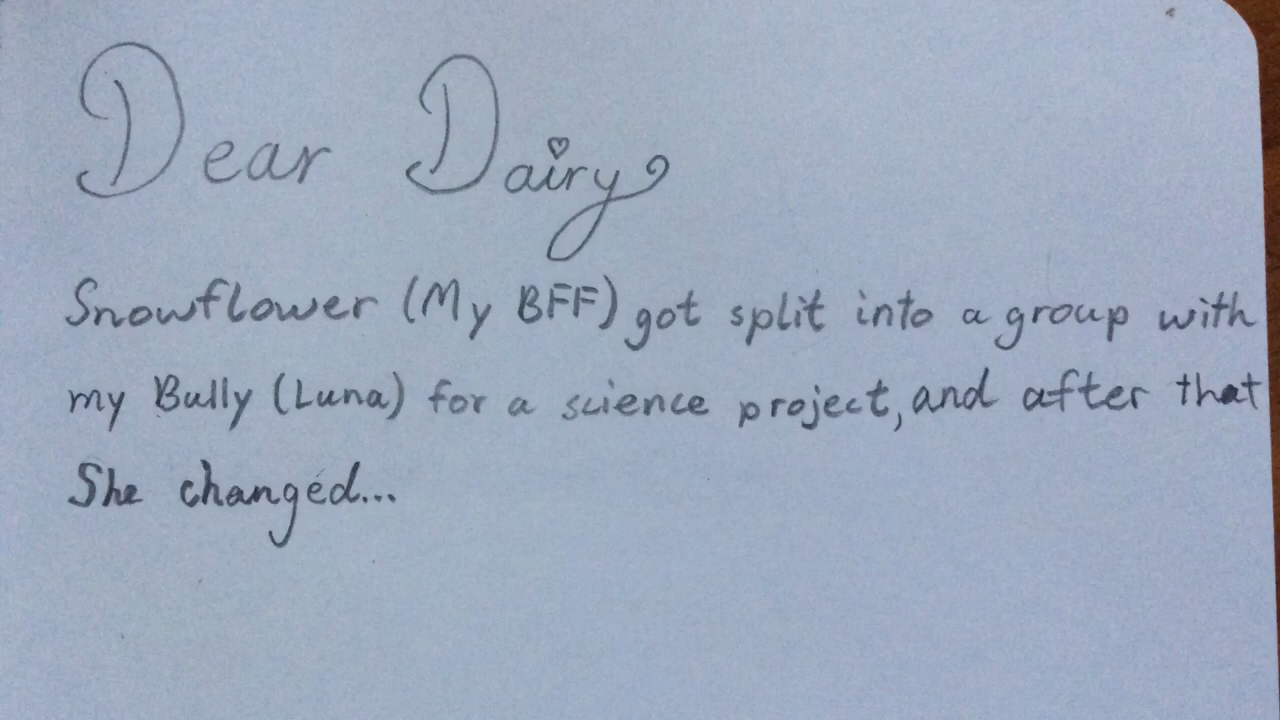 Dear Dairy
Snowflower (My BFF) got split into a group with
my Bully (Luna) for a science project, and after that
She changed...